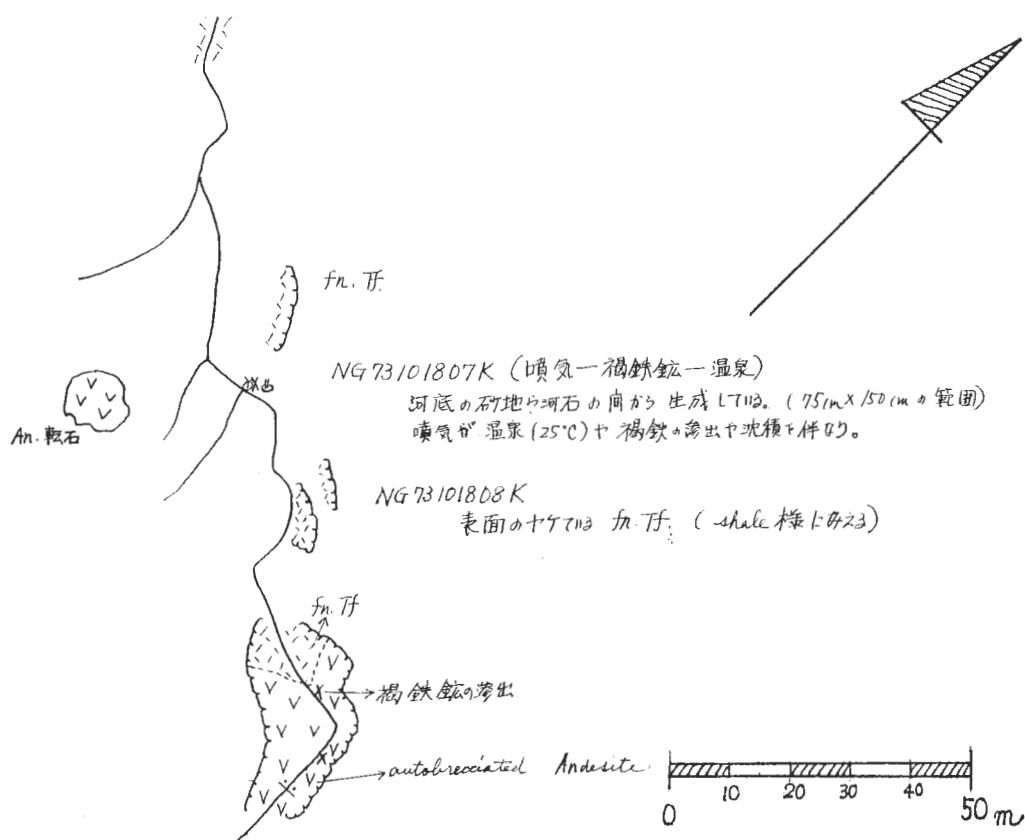 fn. Tf.
NG73101807K (噴気一褐鉄鉱一温泉)
河底の砂地や河石の間から生成している。(75cm×150cmの範囲)
噴気が温泉(25℃)や褐鉄の滲出や沈積を伴なう。
An. 転石
NG73101808K
表面のヤケている fn. Tf. (shale様にみえる)
fn. Tf
褐鉄鉱の滲出
autobrecciated Andesite
0 10 20 30 40 50 m